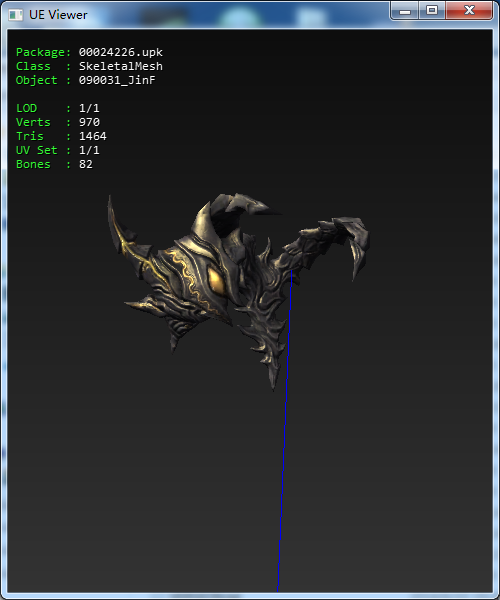 UE Viewer
Package: 00024226.upk
Class : SkeletalMesh
Object : 090031_JinF
LOD : 1/1
Verts : 970
Tris : 1464
UV Set : 1/1
Bones : 82